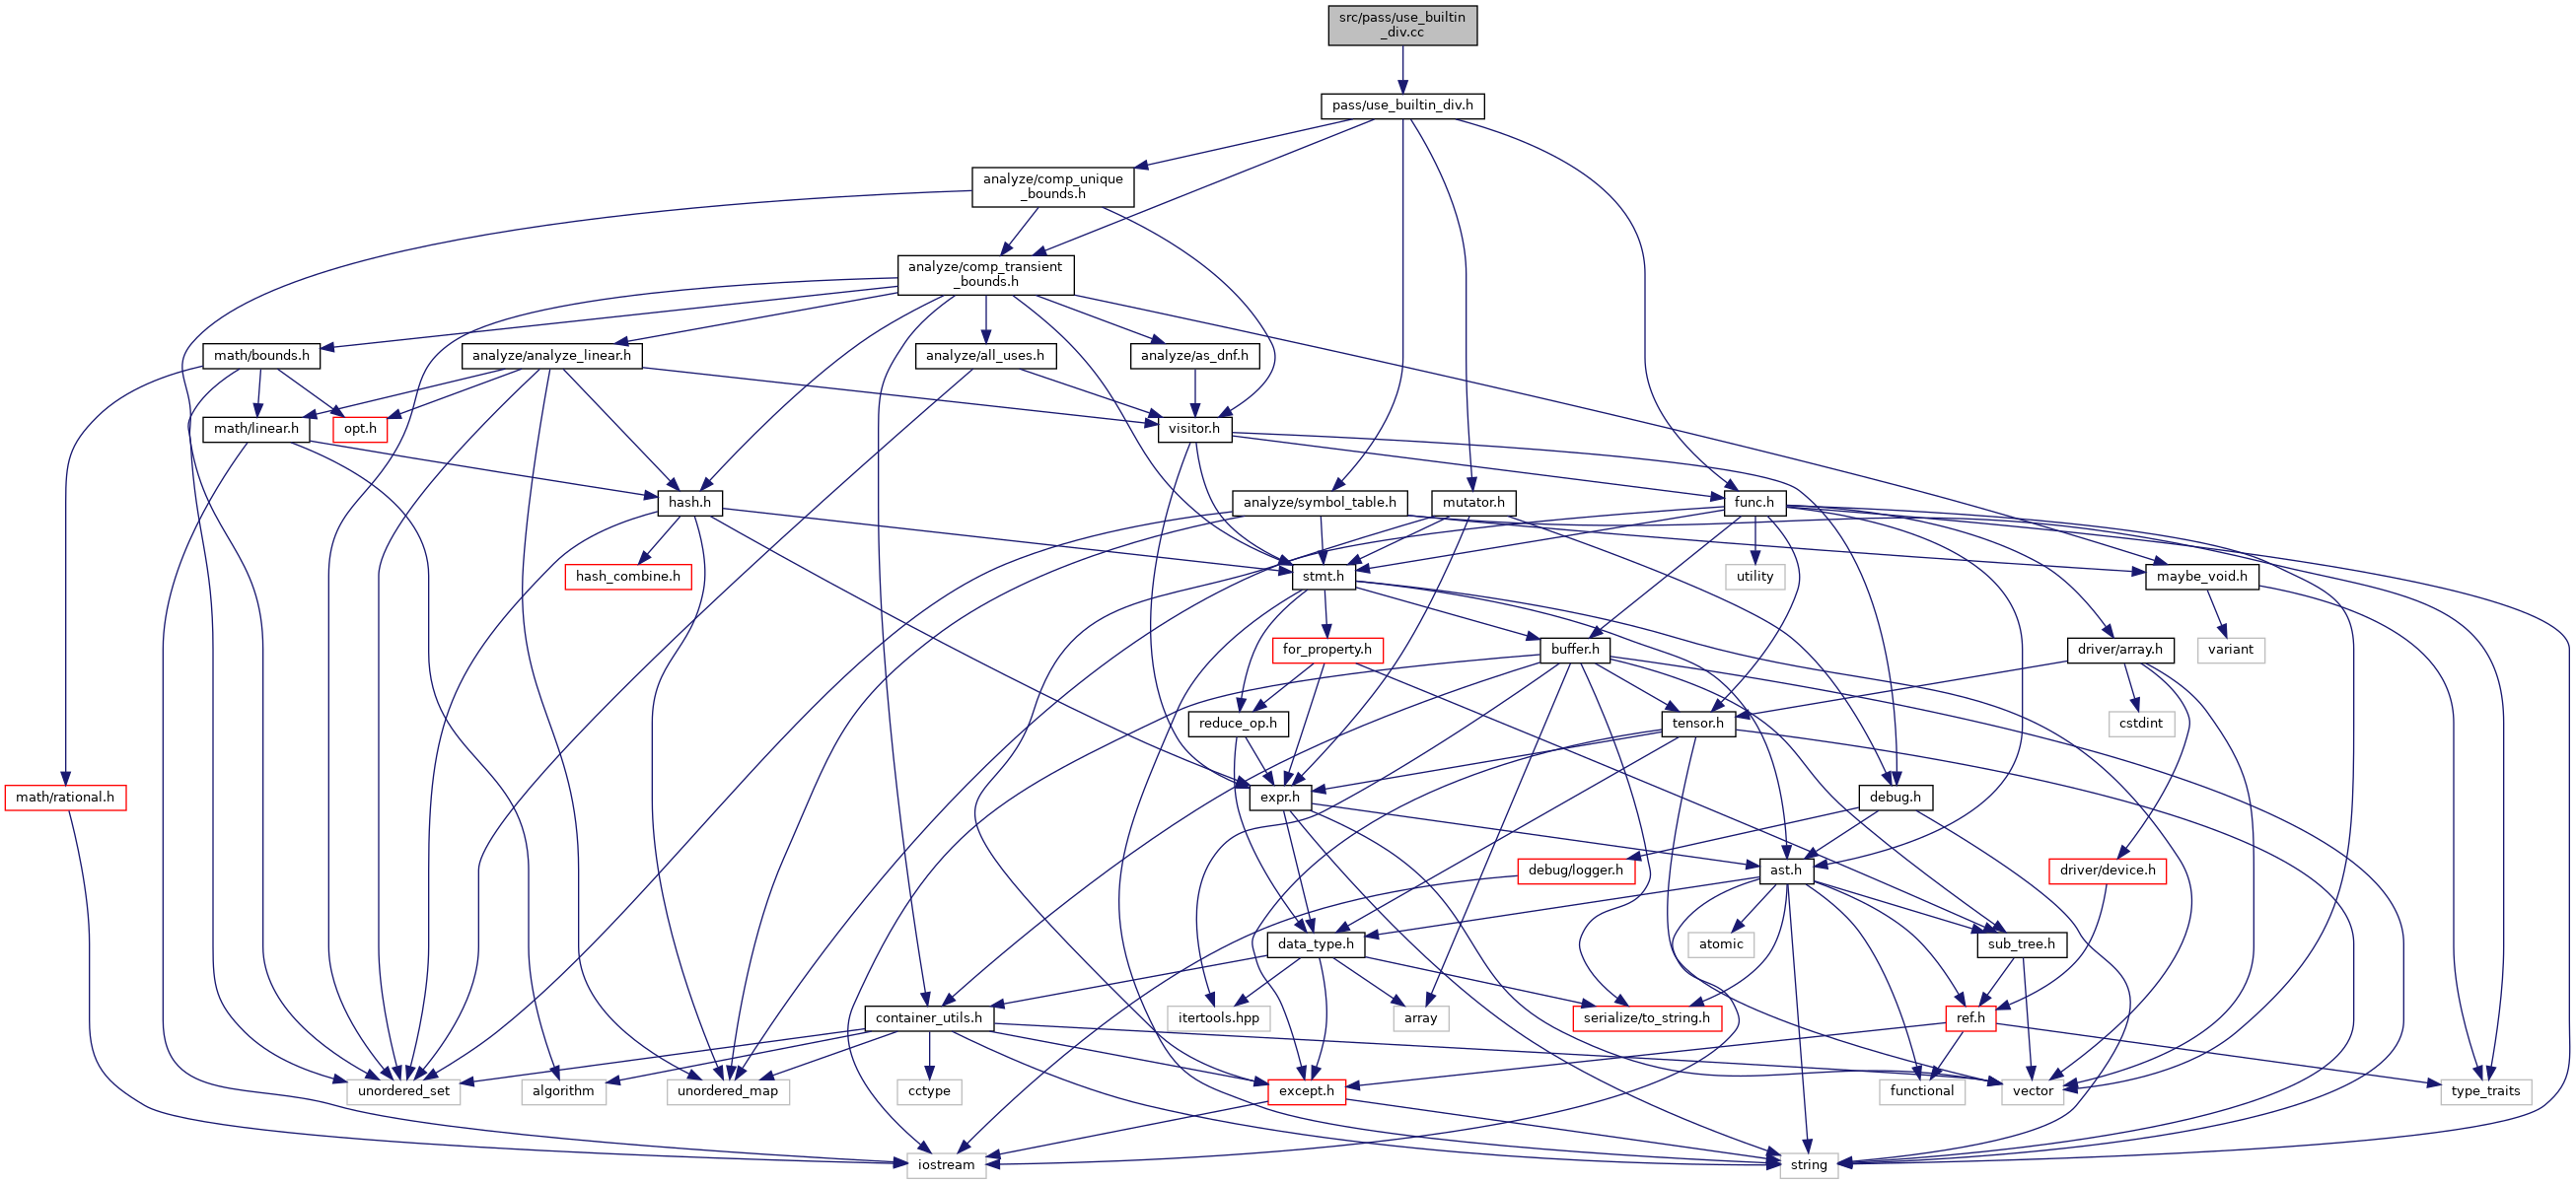 src/pass/use_builtin
_div.cc
pass/use_builtin_div.h
analyze/comp_unique
_bounds.h
analyze/comp_transient
_bounds.h
math/bounds.h
analyze/analyze_linear.h
analyze/all_uses.h
analyze/as_dnf.h
math/linear.h
opt.h
visitor.h
hash.h
analyze/symbol_table.h
mutator.h
func.h
hash_combine.h
stmt.h
utility
maybe_void.h
for_property.h
buffer.h
driver/array.h
variant
reduce_op.h
tensor.h
cstdint
math/rational.h
expr.h
debug.h
debug/logger.h
ast.h
driver/device.h
data_type.h
atomic
sub_tree.h
container_utils.h
itertools.hpp
array
serialize/to_string.h
ref.h
unordered_set
algorithm
unordered_map
cctype
except.h
functional
vector
type_traits
iostream
string